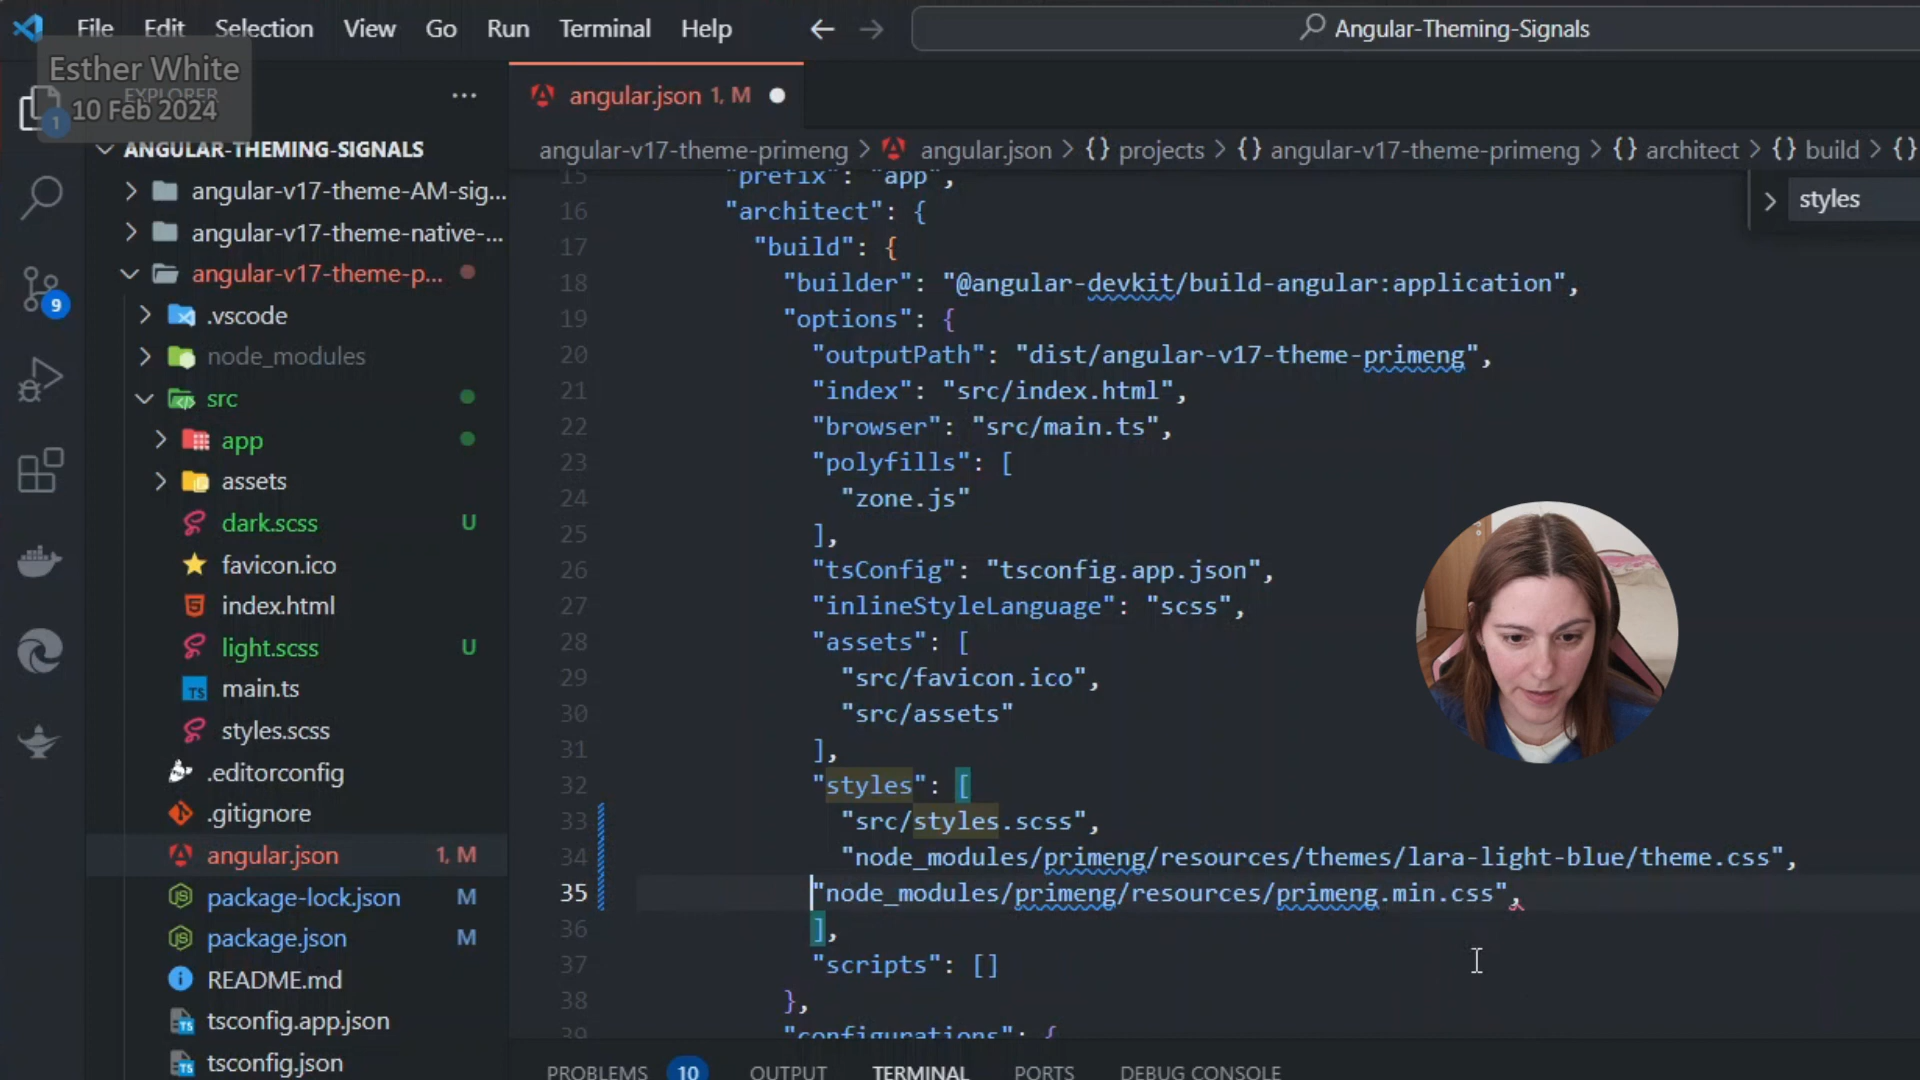 File Edit Selection View Go Run Terminal Help
Angular-Theming-Signals
Esther White
10 Feb 2024
EXPLORER
1
9
ANGULAR-THEMING-SIGNALS
angular-v17-theme-AM-sig...
angular-v17-theme-native-...
angular-v17-theme-p...
.vscode
node_modules
src
app
assets
dark.scss U
favicon.ico
index.html
light.scss U
main.ts
styles.scss
.editorconfig
.gitignore
angular.json 1, M
package-lock.json M
package.json M
README.md
tsconfig.app.json
tsconfig.json
angular.json 1, M
angular-v17-theme-primeng > angular.json > {} projects > {} angular-v17-theme-primeng > {} architect > {} build > {}
styles
15 "prefix": "app",
16 "architect": {
17 "build": {
18 "builder": "@angular-devkit/build-angular:application",
19 "options": {
20 "outputPath": "dist/angular-v17-theme-primeng",
21 "index": "src/index.html",
22 "browser": "src/main.ts",
23 "polyfills": [
24 "zone.js"
25 ],
26 "tsConfig": "tsconfig.app.json",
27 "inlineStyleLanguage": "scss",
28 "assets": [
29 "src/favicon.ico",
30 "src/assets"
31 ],
32 "styles": [
33 "src/styles.scss",
34 "node_modules/primeng/resources/themes/lara-light-blue/theme.css",
35 "node_modules/primeng/resources/primeng.min.css",
36 ],
37 "scripts": []
38 },
39 "configurations": {
PROBLEMS 10 OUTPUT TERMINAL PORTS DEBUG CONSOLE